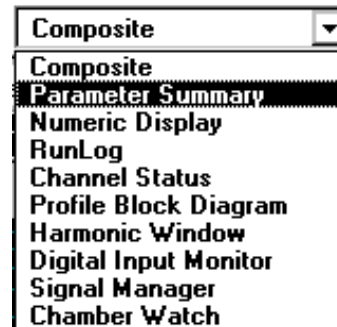 Composite
Composite
Parameter Summary
Numeric Display
RunLog
Channel Status
Profile Block Diagram
Harmonic Window
Digital Input Monitor
Signal Manager
Chamber Watch